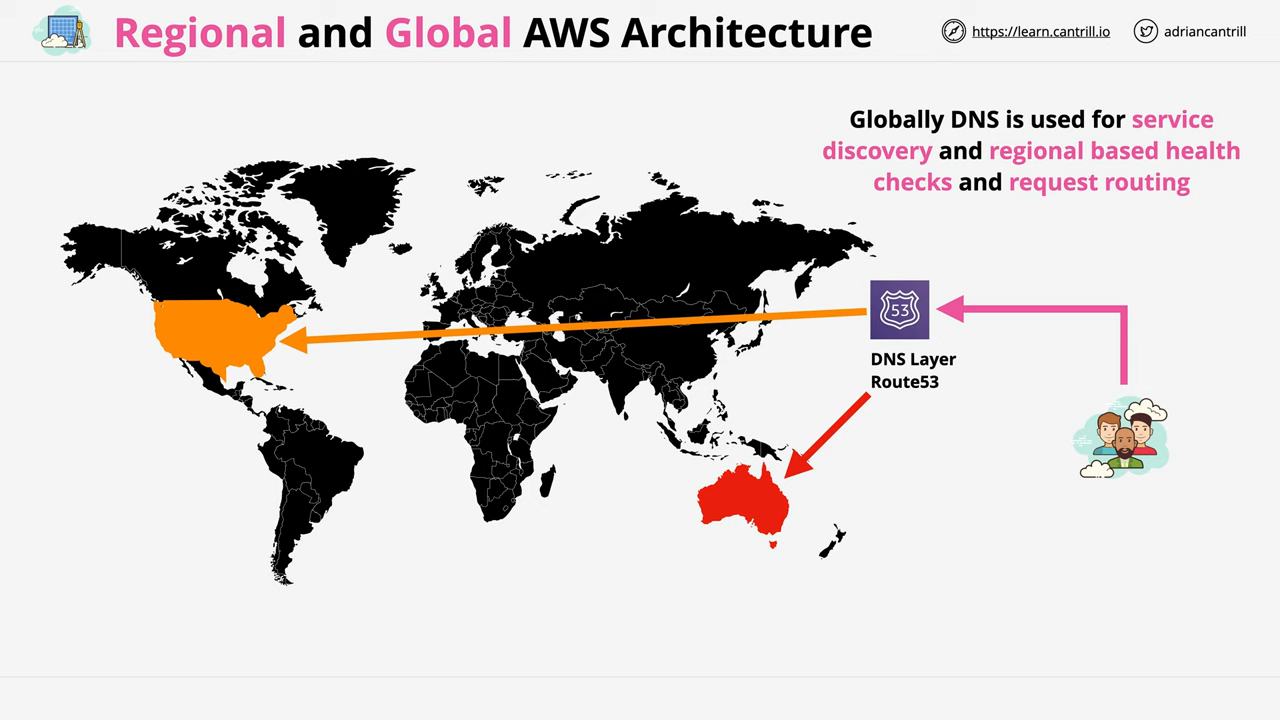 Regional and Global AWS Architecture
https://learn.cantrill.io
adriancantrill
Globally DNS is used for service
discovery and regional based health
checks and request routing
53
DNS Layer
Route53